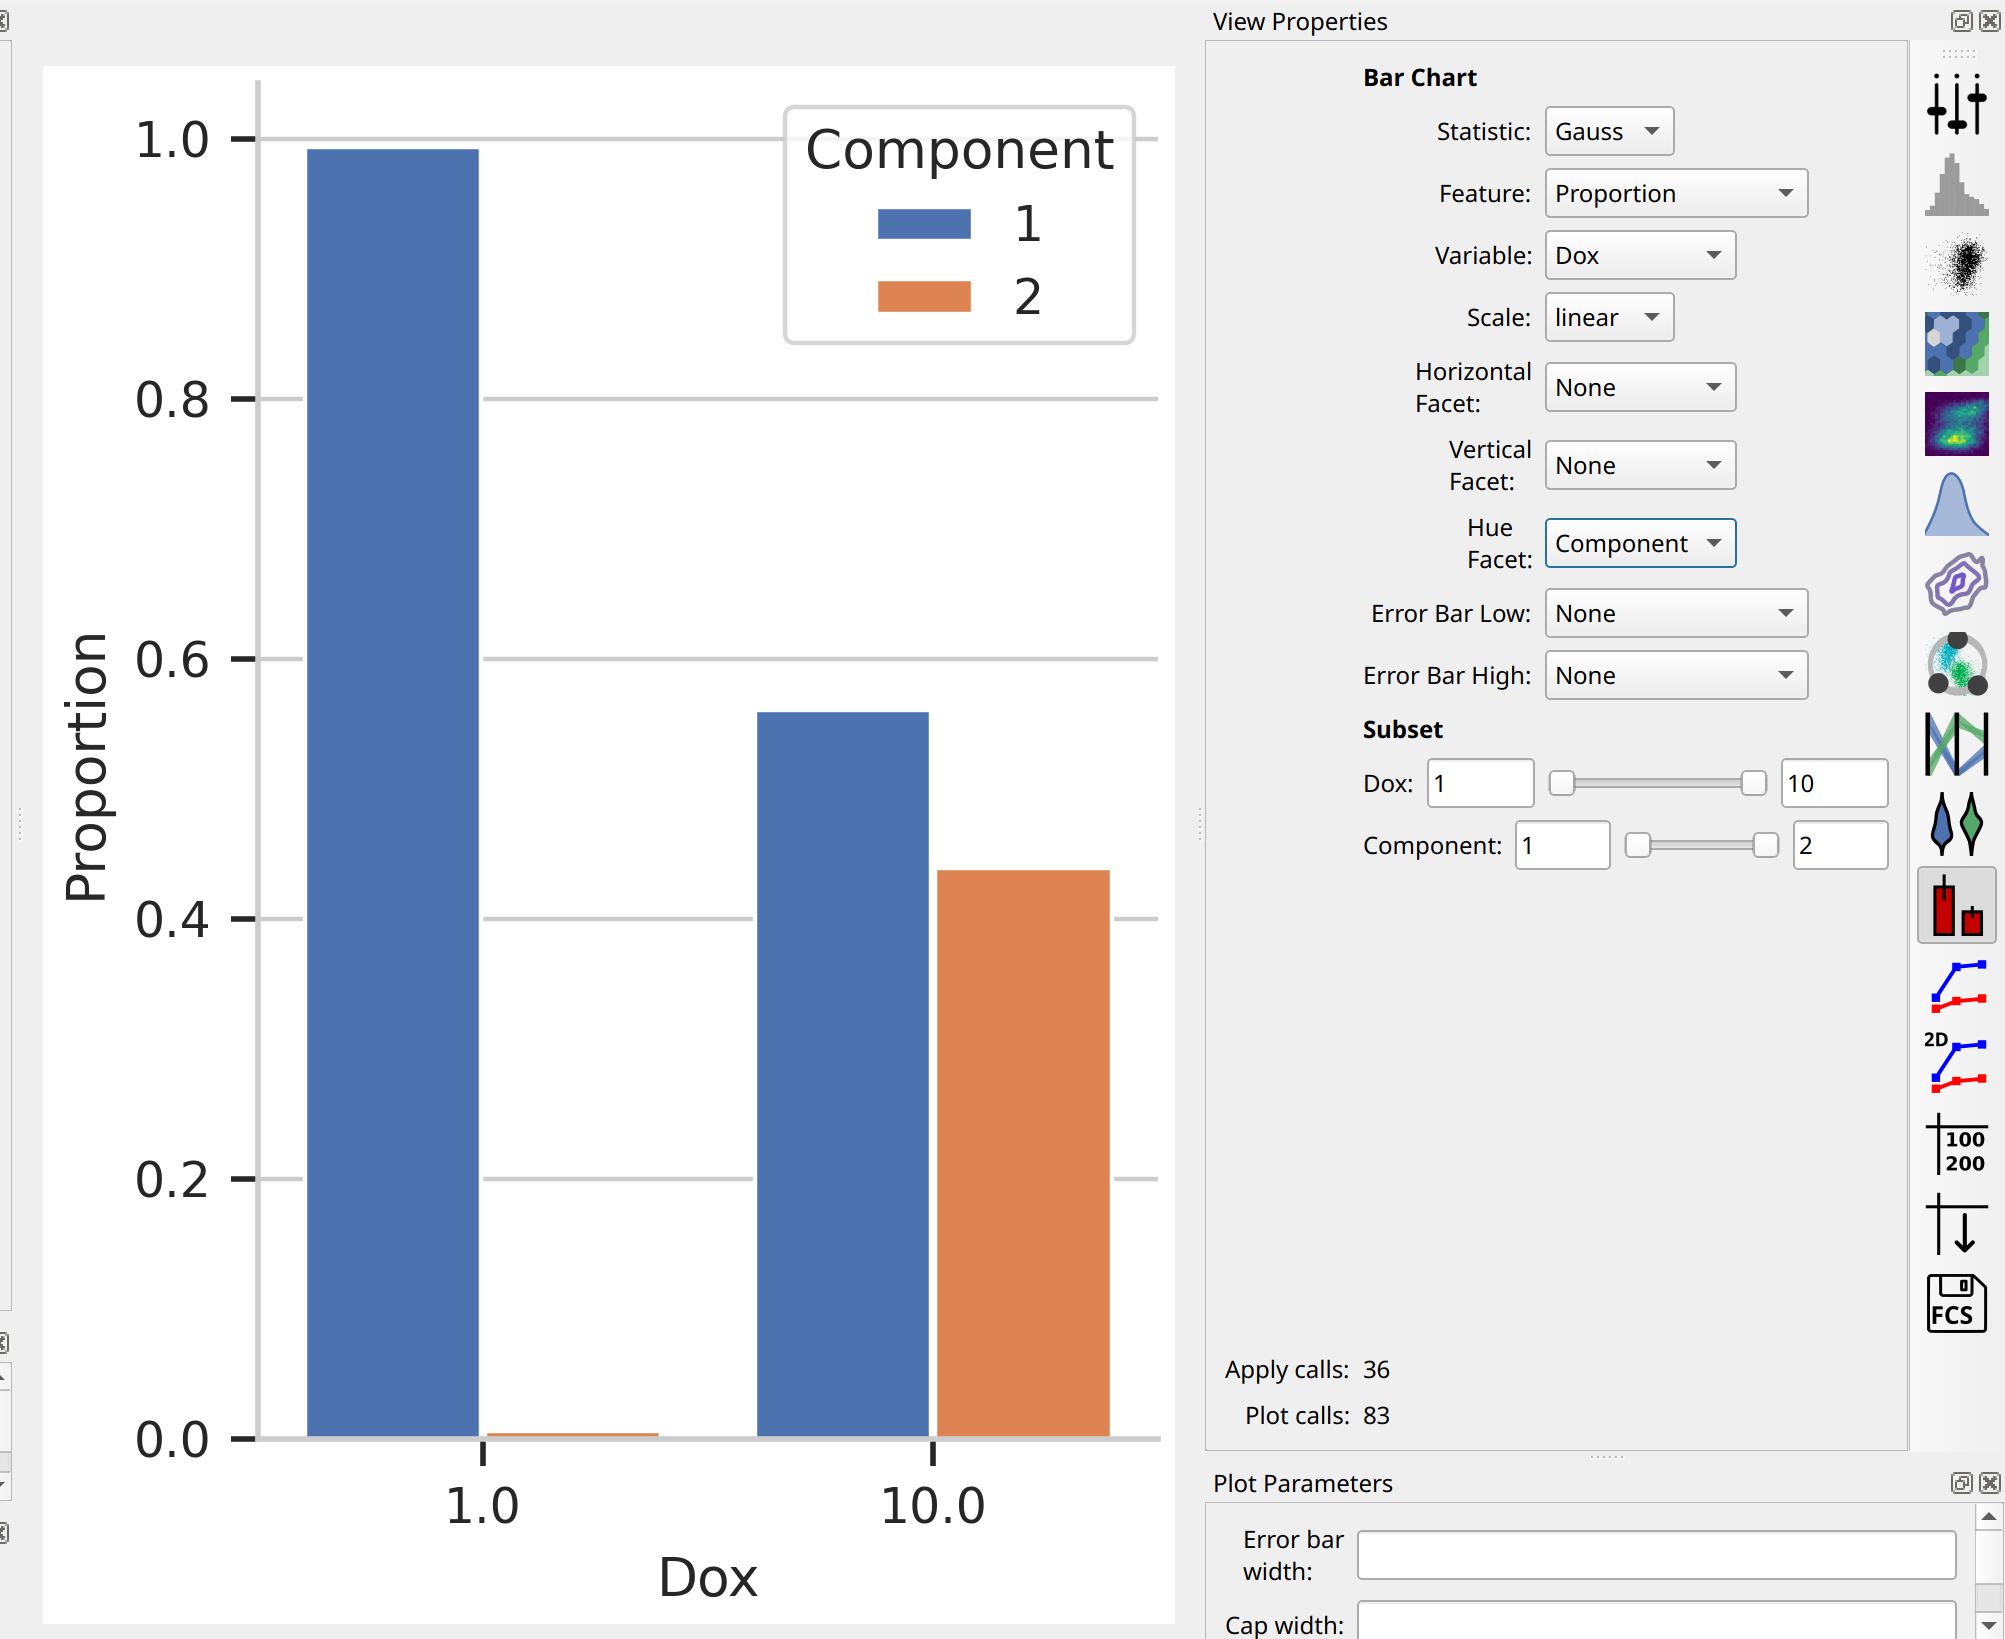 View Properties
Bar Chart
Statistic: Gauss
Feature: Proportion
Variable: Dox
Scale: linear
Horizontal
Facet: None
Vertical
Facet: None
Hue
Facet: Component
Error Bar Low: None
Error Bar High: None
Subset
Dox: 1 10
Component: 1 2
Apply calls: 36
Plot calls: 83
Plot Parameters
Error bar
width:
Cap width:
2D
100
200
FCS
Component
1
2
1.0
0.8
0.6
0.4
0.2
0.0
Proportion
1.0 10.0
Dox